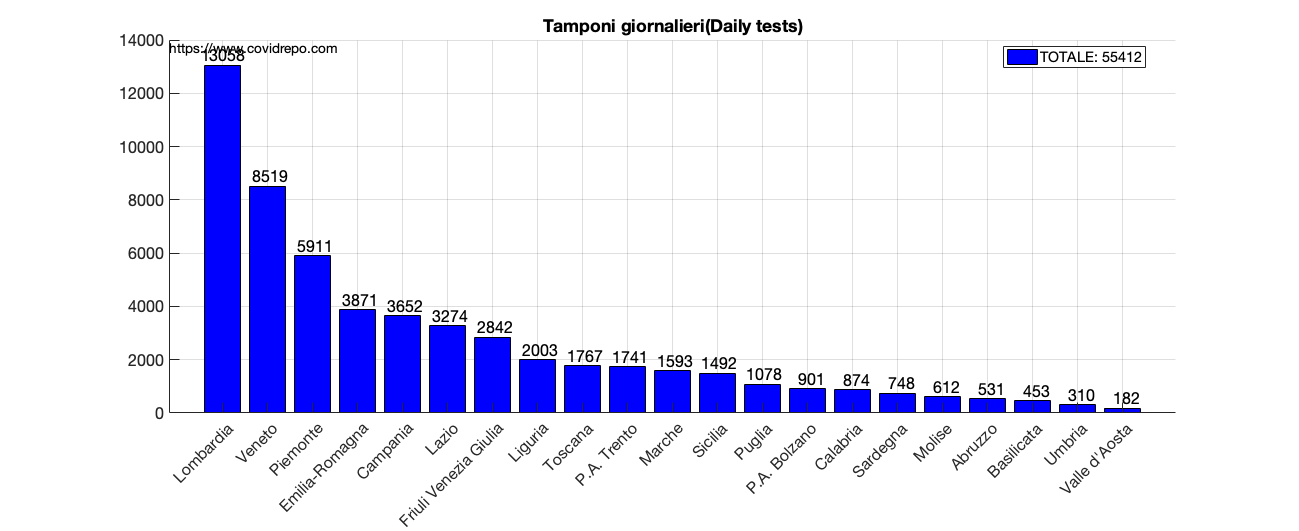 Tamponi giornalieri(Daily tests)
https://www.covidrepo.com
TOTALE: 55412
14000
12000
10000
8000
6000
4000
2000
0
13058
8519
5911
3871
3652
3274
2842
2003
1767
1741
1593
1492
1078
901
874
748
612
531
453
310
182
Lombardia
Veneto
Piemonte
Emilia-Romagna
Campania
Lazio
Friuli Venezia Giulia
Liguria
Toscana
P.A. Trento
Marche
Sicilia
Puglia
P.A. Bolzano
Calabria
Sardegna
Molise
Abruzzo
Basilicata
Umbria
Valle d'Aosta